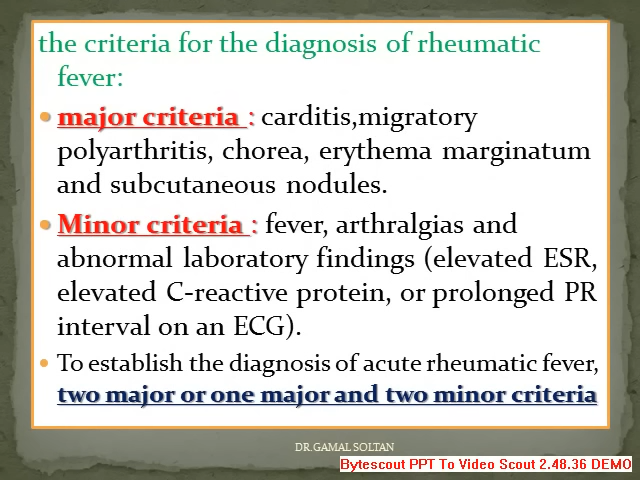 the criteria for the diagnosis of rheumatic
fever:
major criteria : carditis,migratory
polyarthritis, chorea, erythema marginatum
and subcutaneous nodules.
Minor criteria : fever, arthralgias and
abnormal laboratory findings (elevated ESR,
elevated C-reactive protein, or prolonged PR
interval on an ECG).
To establish the diagnosis of acute rheumatic fever,
two major or one major and two minor criteria
DR.GAMAL SOLTAN
Bytescout PPT To Video Scout 2.48.36 DEMO